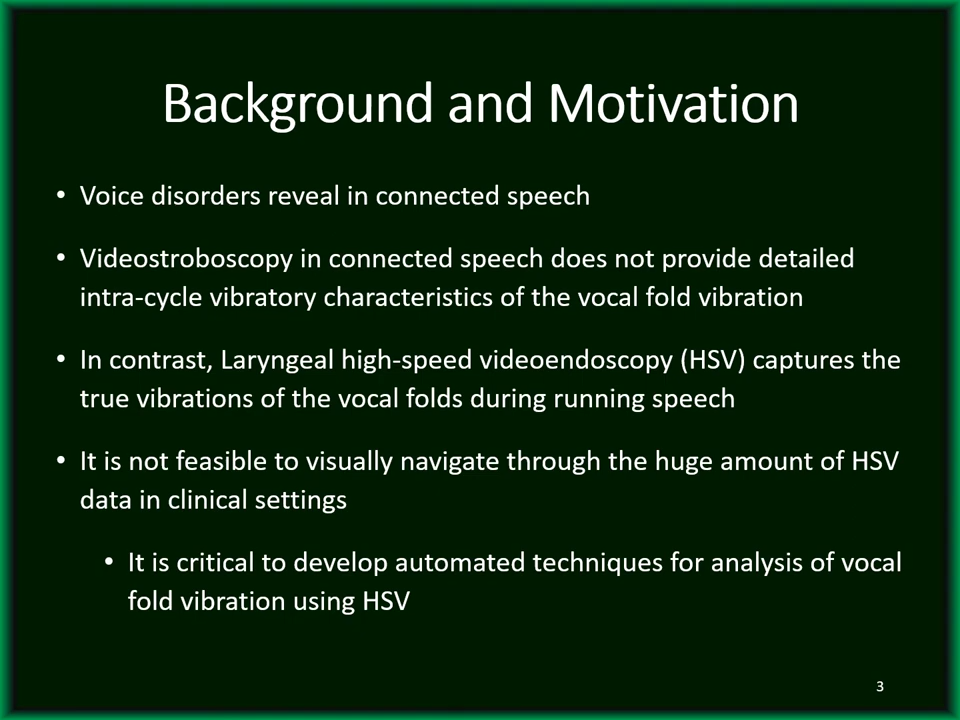 Background and Motivation
• Voice disorders reveal in connected speech
• Videostroboscopy in connected speech does not provide detailed
intra-cycle vibratory characteristics of the vocal fold vibration
• In contrast, Laryngeal high-speed videoendoscopy (HSV) captures the
true vibrations of the vocal folds during running speech
• It is not feasible to visually navigate through the huge amount of HSV
data in clinical settings
• It is critical to develop automated techniques for analysis of vocal
fold vibration using HSV
3